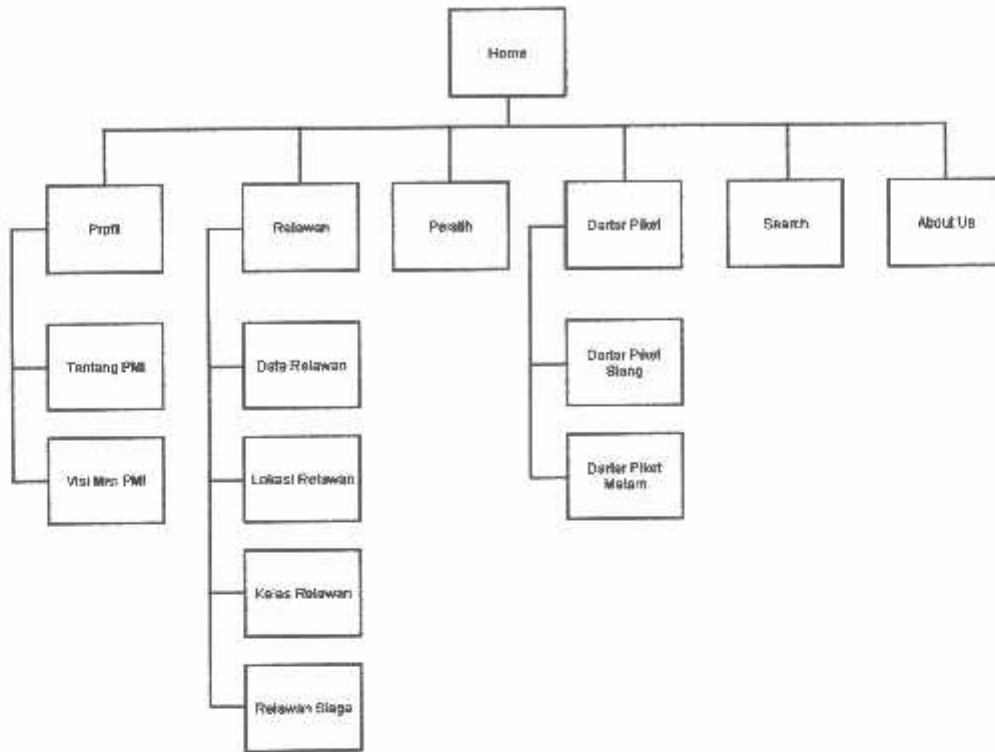 Home
Profil
Relawan
Pelatih
Daftar Piket
Search
About Us
Tentang PMI
Data Relawan
Daftar Piket
Siang
Visi Misi PMI
Lokasi Relawan
Daftar Piket
Malam
Kelas Relawan
Relawan Siaga